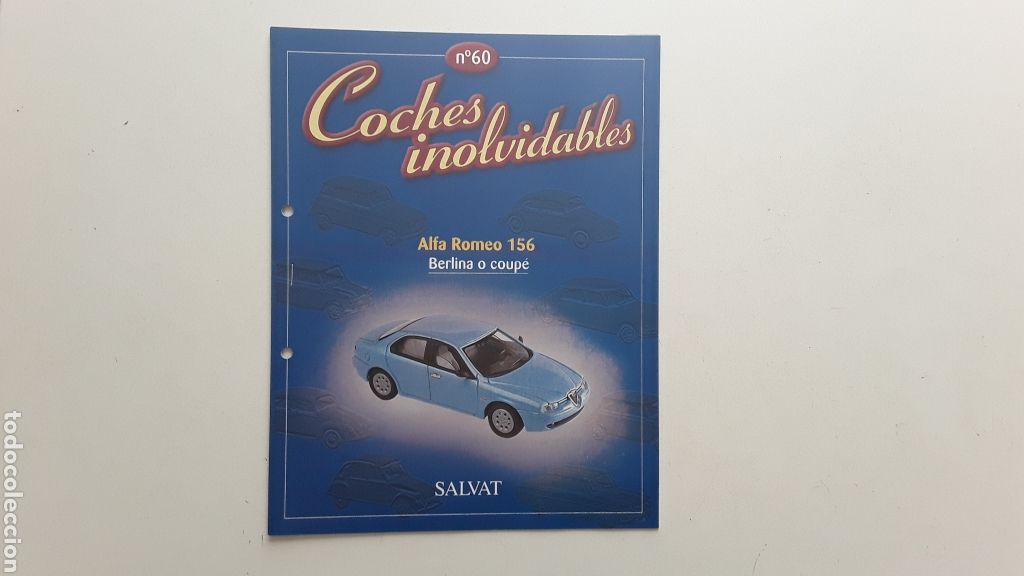 nº60
Coches
inolvidables
Alfa Romeo 156
Berlina o coupé
SALVAT
todocoleccion